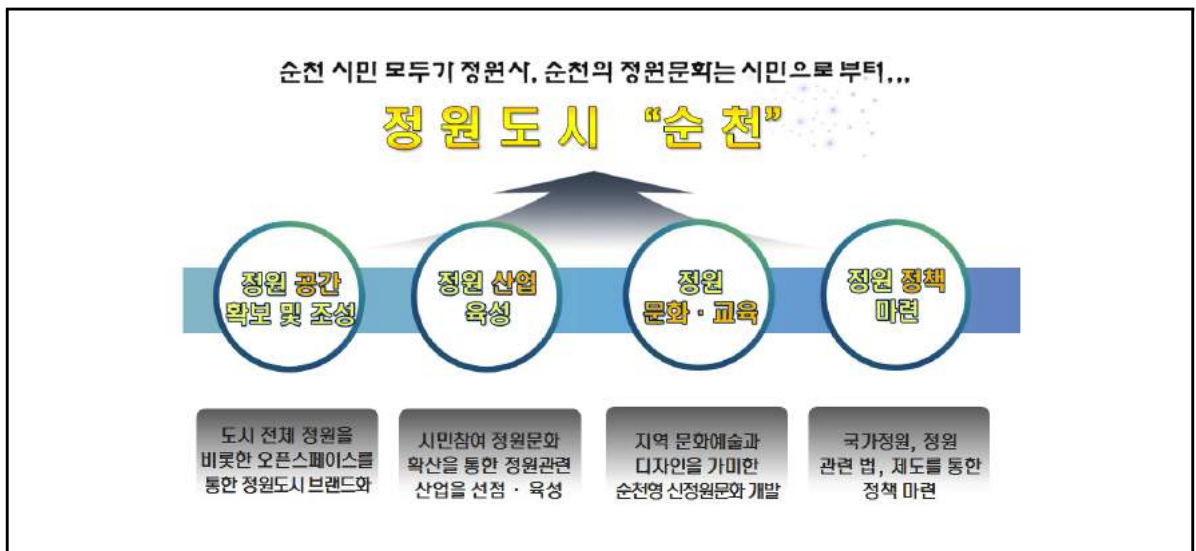 순천 시민 모두가 정원사, 순천의 정원문화는 시민으로 부터...
정원도시 “순천”
정원 공간
확보 및 조성
정원 산업
육성
정원
문화 · 교육
정원 정책
마련
도시 전체 정원을
비롯한 오픈스페이스를
통한 정원도시 브랜드화
시민참여 정원문화
확산을 통한 정원관련
산업을 선점 · 육성
지역 문화예술과
디자인을 가미한
순천형 신정원문화 개발
국가정원, 정원
관련 법, 제도를 통한
정책 마련